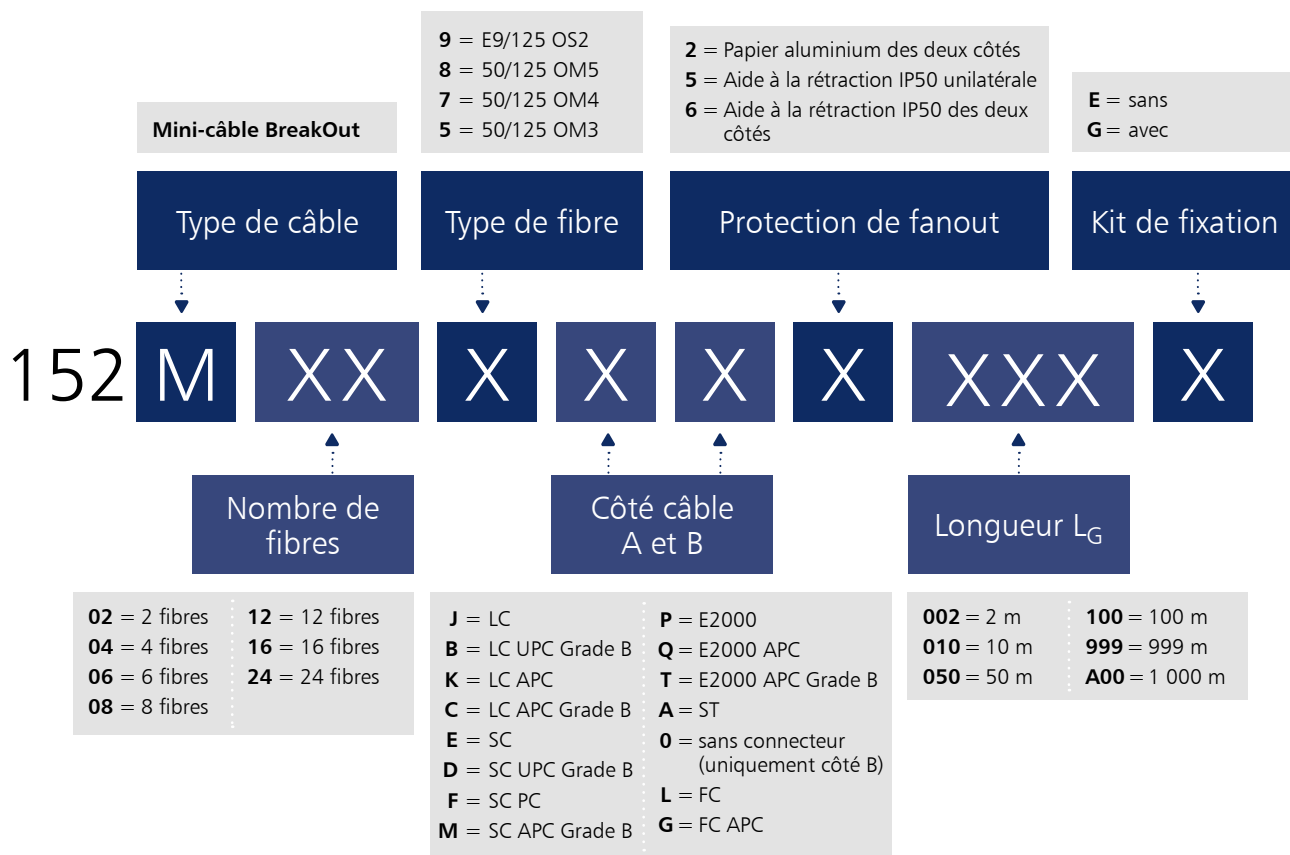 Mini-câble BreakOut
9 = E9/125 OS2
8 = 50/125 OM5
7 = 50/125 OM4
5 = 50/125 OM3
2 = Papier aluminium des deux côtés
5 = Aide à la rétraction IP50 unilatérale
6 = Aide à la rétraction IP50 des deux
côtés
E = sans
G = avec
Type de câble
Type de fibre
Protection de fanout
Kit de fixation
152 M XX X X X X XXX X
Nombre de
fibres
Côté câble
A et B
Longueur LG
02 = 2 fibres
04 = 4 fibres
06 = 6 fibres
08 = 8 fibres
12 = 12 fibres
16 = 16 fibres
24 = 24 fibres
J = LC
B = LC UPC Grade B
K = LC APC
C = LC APC Grade B
E = SC
D = SC UPC Grade B
F = SC PC
M = SC APC Grade B
P = E2000
Q = E2000 APC
T = E2000 APC Grade B
A = ST
0 = sans connecteur
(uniquement côté B)
L = FC
G = FC APC
002 = 2 m
010 = 10 m
050 = 50 m
100 = 100 m
999 = 999 m
A00 = 1 000 m